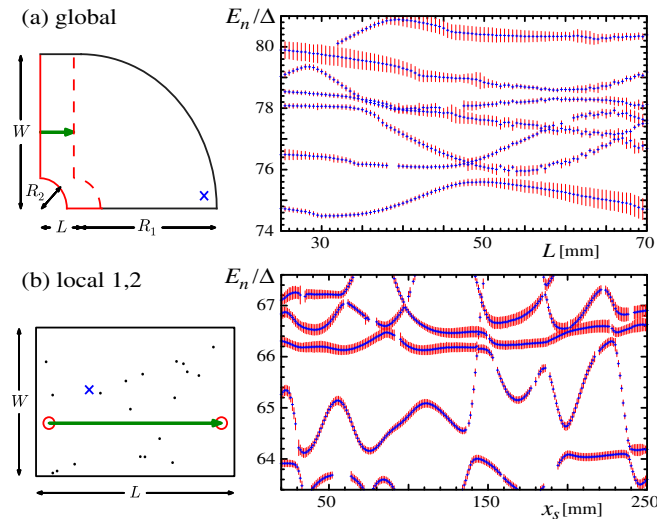 (a) global
W
R₂
L
R₁
Eₙ/Δ
80
78
76
74
30
50
70
L [mm]
(b) local 1,2
W
L
Eₙ/Δ
67
66
65
64
50
150
250
xₛ [mm]